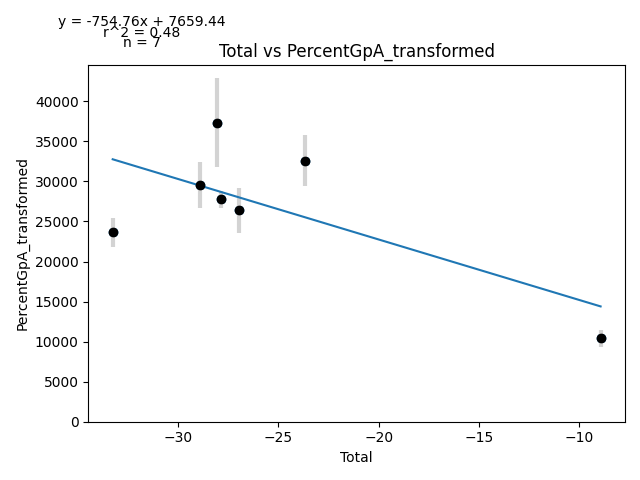 y = -754.76x + 7659.44
r^2 = 0.48
n = 7
Total vs PercentGpA_transformed
PercentGpA_transformed
40000
35000
30000
25000
20000
15000
10000
5000
0
−30
−25
−20
−15
−10
Total